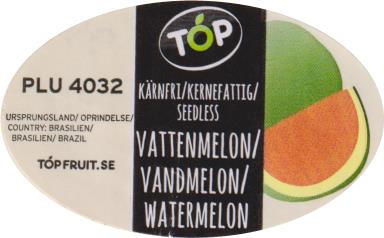 TOP
PLU 4032
URSPRUNGSLAND/ OPRINDELSE/
COUNTRY: BRASILIEN/
BRASILIEN/ BRAZIL
TOPFRUIT.SE
KÄRNFRI/KERNEFATTIG/
SEEDLESS
VATTENMELON/
VANDMELON/
WATERMELON